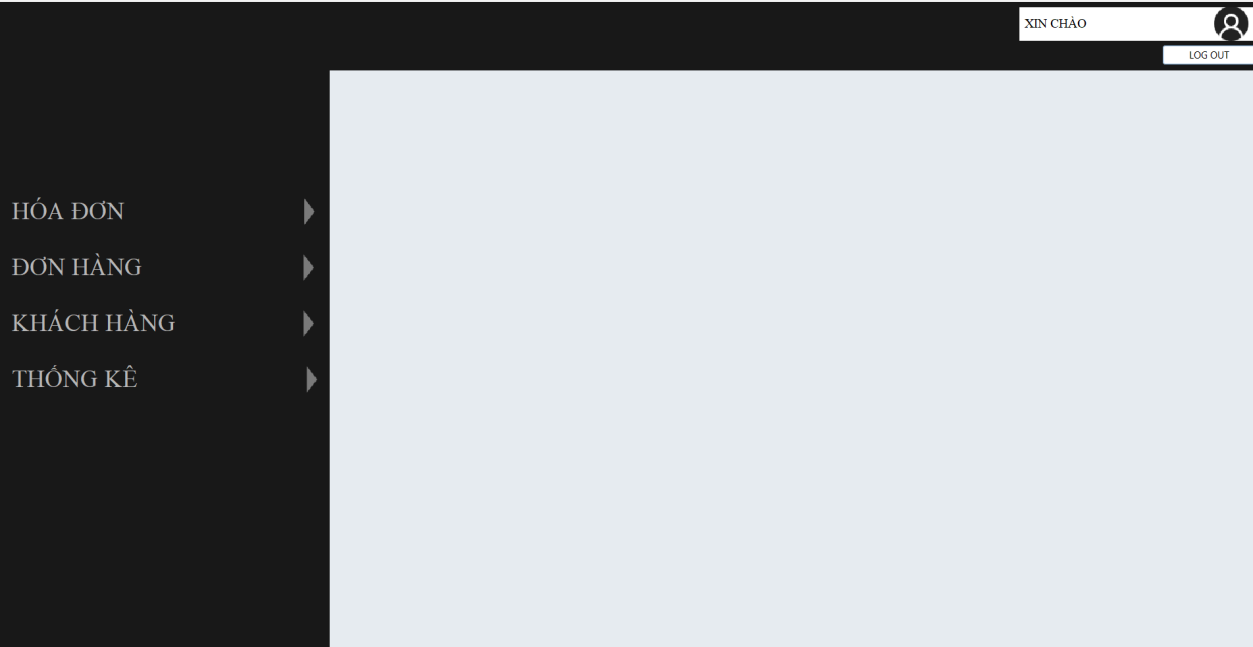 XIN CHÀO
LOG OUT
HÓA ĐƠN
ĐƠN HÀNG
KHÁCH HÀNG
THỐNG KÊ